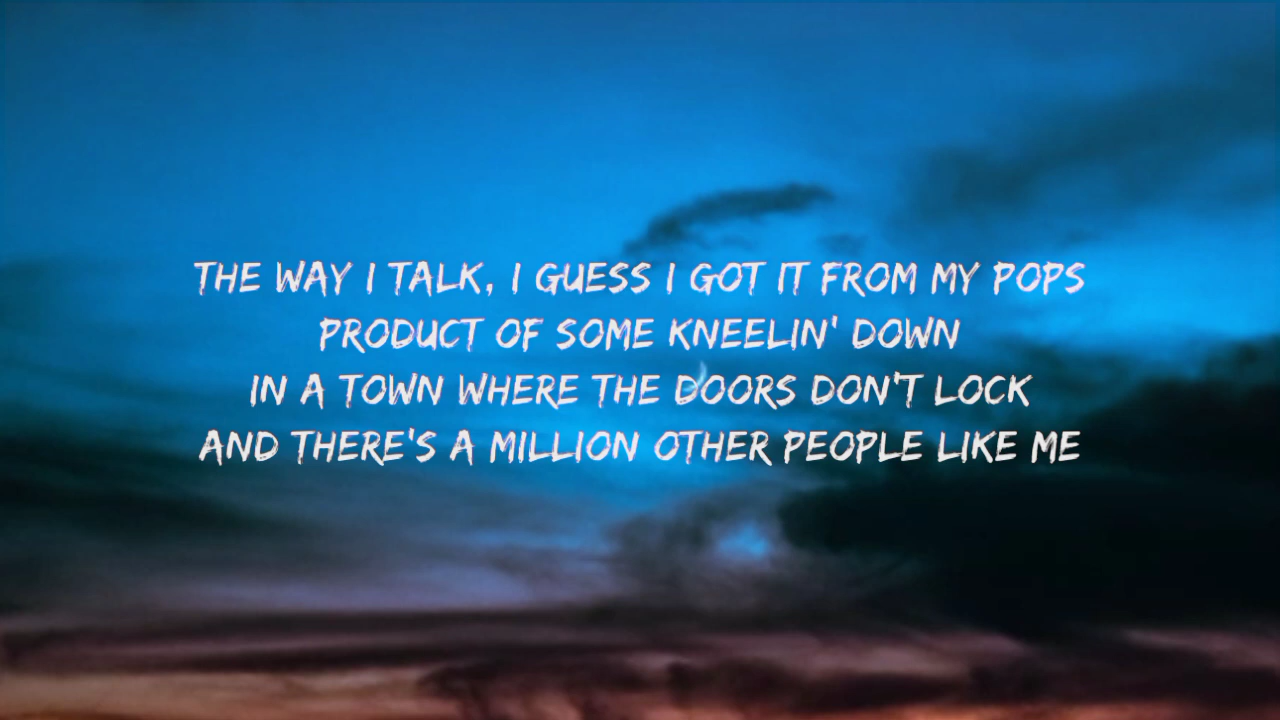 THE WAY I TALK, I GUESS I GOT IT FROM MY POPS
PRODUCT OF SOME KNEELIN' DOWN
IN A TOWN WHERE THE DOORS DON'T LOCK
AND THERE'S A MILLION OTHER PEOPLE LIKE ME